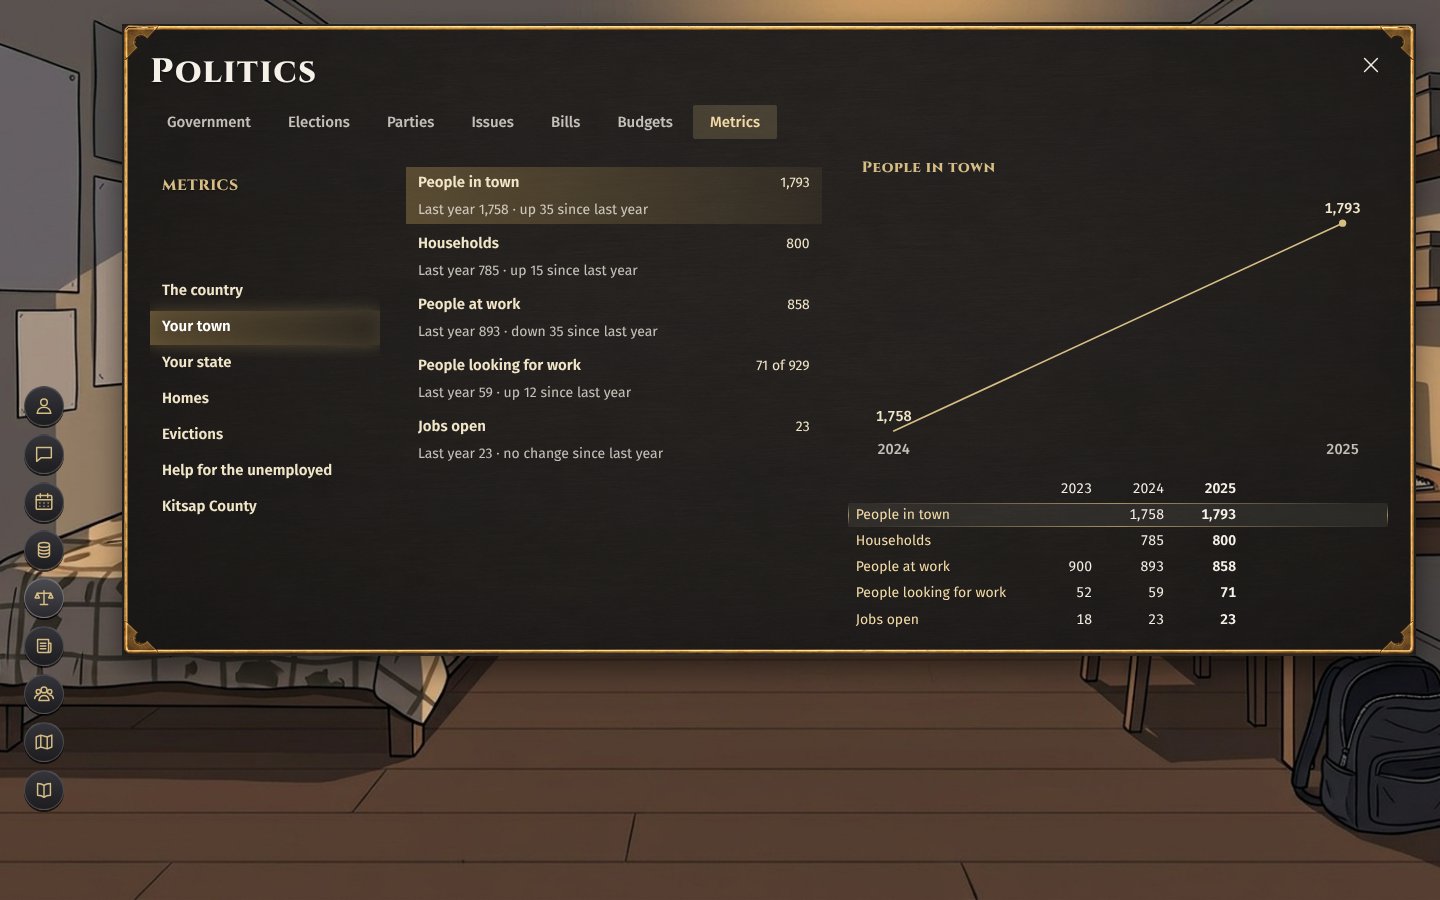 Politics
Government Elections Parties Issues Bills Budgets Metrics
Metrics
The country
Your town
Your state
Homes
Evictions
Help for the unemployed
Kitsap County
People in town 1,793
Last year 1,758 · up 35 since last year
Households 800
Last year 785 · up 15 since last year
People at work 858
Last year 893 · down 35 since last year
People looking for work 71 of 929
Last year 59 · up 12 since last year
Jobs open 23
Last year 23 · no change since last year
People in town
1,793
1,758
2024 2025
2023 2024 2025
People in town 1,758 1,793
Households 785 800
People at work 900 893 858
People looking for work 52 59 71
Jobs open 18 23 23